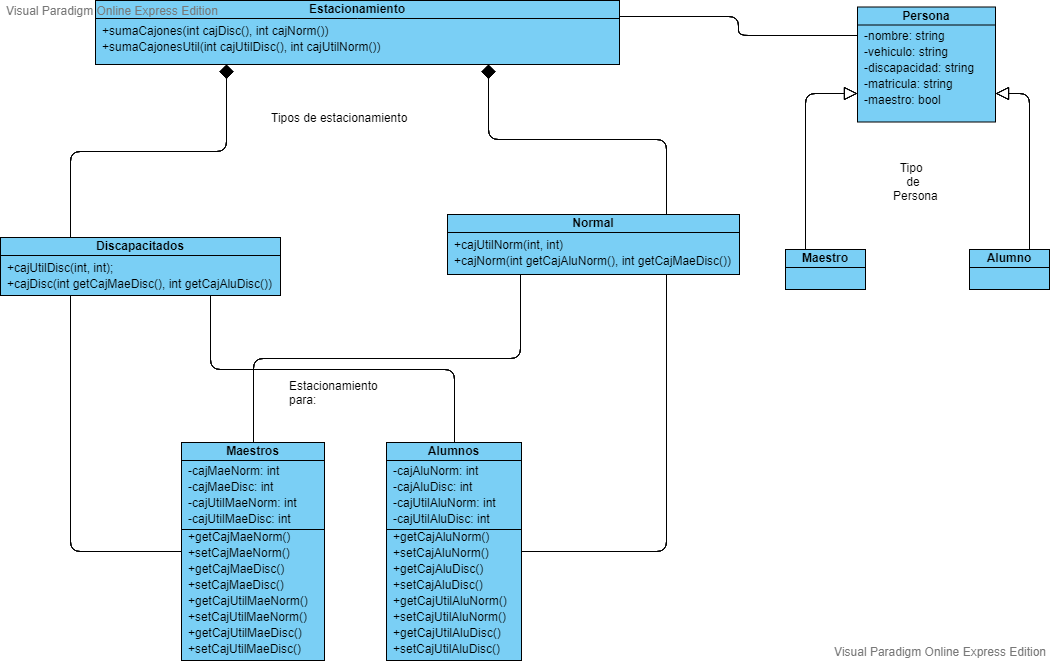 Visual Paradigm Online Express Edition
Estacionamiento
+sumaCajones(int cajDisc(), int cajNorm())
+sumaCajonesUtil(int cajUtilDisc(), int cajUtilNorm())
Persona
-nombre: string
-vehiculo: string
-discapacidad: string
-matricula: string
-maestro: bool
Tipos de estacionamiento
Tipo
de
Persona
Discapacitados
+cajUtilDisc(int, int);
+cajDisc(int getCajMaeDisc(), int getCajAluDisc())
Normal
+cajUtilNorm(int, int)
+cajNorm(int getCajAluNorm(), int getCajMaeDisc())
Maestro
Alumno
Estacionamiento
para:
Maestros
-cajMaeNorm: int
-cajMaeDisc: int
-cajUtilMaeNorm: int
-cajUtilMaeDisc: int
+getCajMaeNorm()
+setCajMaeNorm()
+getCajMaeDisc()
+setCajMaeDisc()
+getCajUtilMaeNorm()
+setCajUtilMaeNorm()
+getCajUtilMaeDisc()
+setCajUtilMaeDisc()
Alumnos
-cajAluNorm: int
-cajAluDisc: int
-cajUtilAluNorm: int
-cajUtilAluDisc: int
+getCajAluNorm()
+setCajAluNorm()
+getCajAluDisc()
+setCajAluDisc()
+getCajUtilAluNorm()
+setCajUtilAluNorm()
+getCajUtilAluDisc()
+setCajUtilAluDisc()
Visual Paradigm Online Express Edition